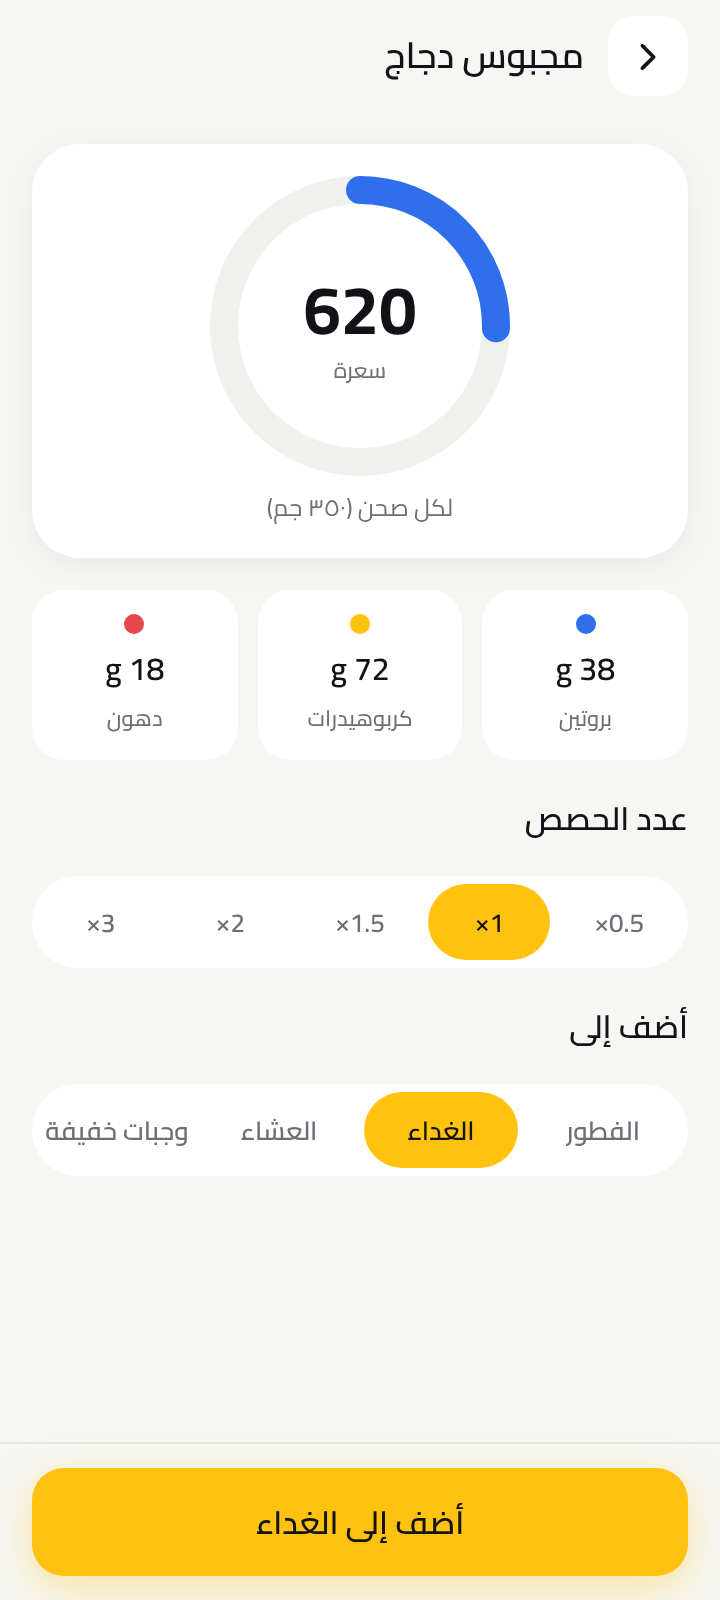 مجبوس دجاج
620
سعرة
لكل صحن (٣٥٠ جم)
38 g
بروتين
72 g
كربوهيدرات
18 g
دهون
عدد الحصص
×0.5
×1
×1.5
×2
×3
أضف إلى
الفطور
الغداء
العشاء
وجبات خفيفة
أضف إلى الغداء